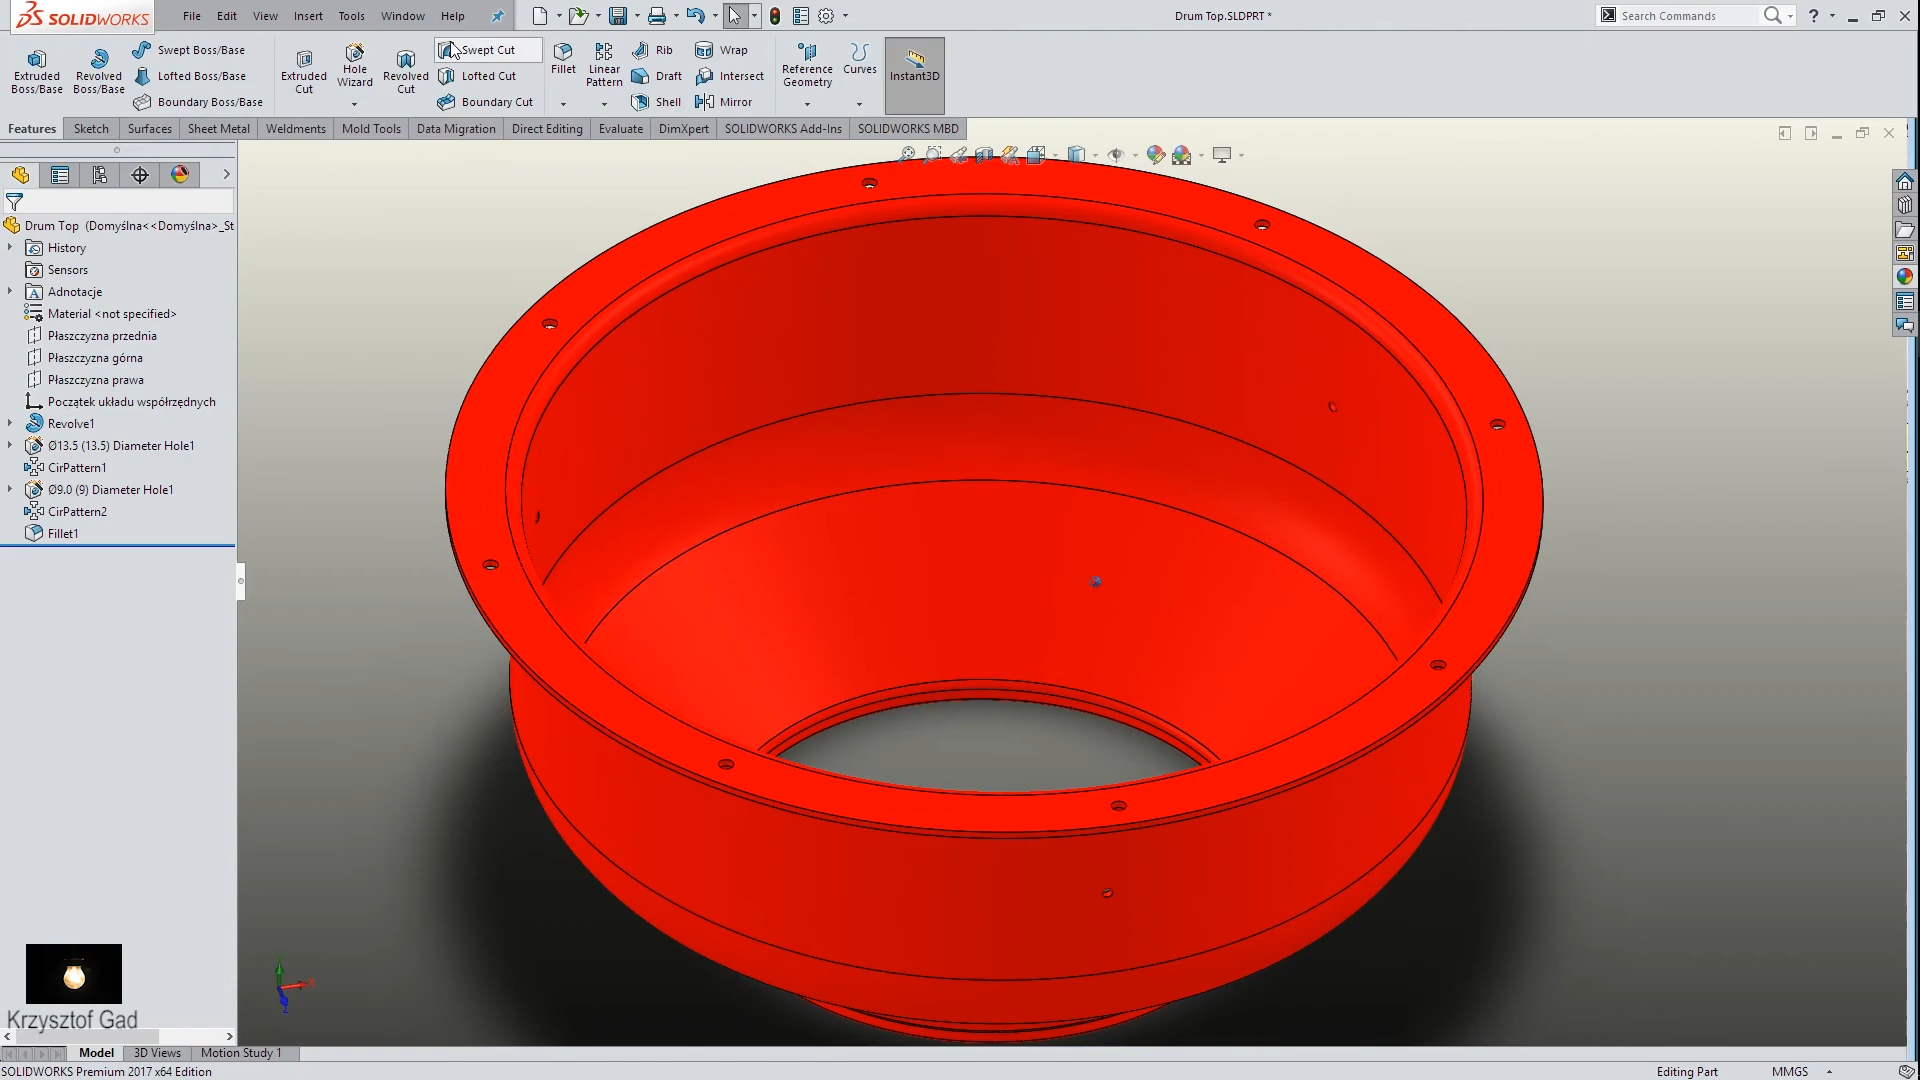 SOLIDWORKS File Edit View Insert Tools Window Help Drum Top.SLDPRT * Search Commands ?
Extruded Boss/Base
Revolved Boss/Base
Swept Boss/Base
Lofted Boss/Base
Boundary Boss/Base
Extruded Cut
Hole Wizard
Revolved Cut
Swept Cut
Lofted Cut
Boundary Cut
Fillet
Linear Pattern
Rib
Draft
Shell
Wrap
Intersect
Mirror
Reference Geometry
Curves
Instant3D
Features Sketch Surfaces Sheet Metal Weldments Mold Tools Data Migration Direct Editing Evaluate DimXpert SOLIDWORKS Add-Ins SOLIDWORKS MBD
Drum Top (Domyślna<<Domyślna>_St
History
Sensors
Adnotacje
Material <not specified>
Płaszczyzna przednia
Płaszczyzna górna
Płaszczyzna prawa
Początek układu współrzędnych
Revolve1
Ø13.5 (13.5) Diameter Hole1
CirPattern1
Ø9.0 (9) Diameter Hole1
CirPattern2
Fillet1
Krzysztof Gad
Model 3D Views Motion Study 1
SOLIDWORKS Premium 2017 x64 Edition Editing Part MMGS